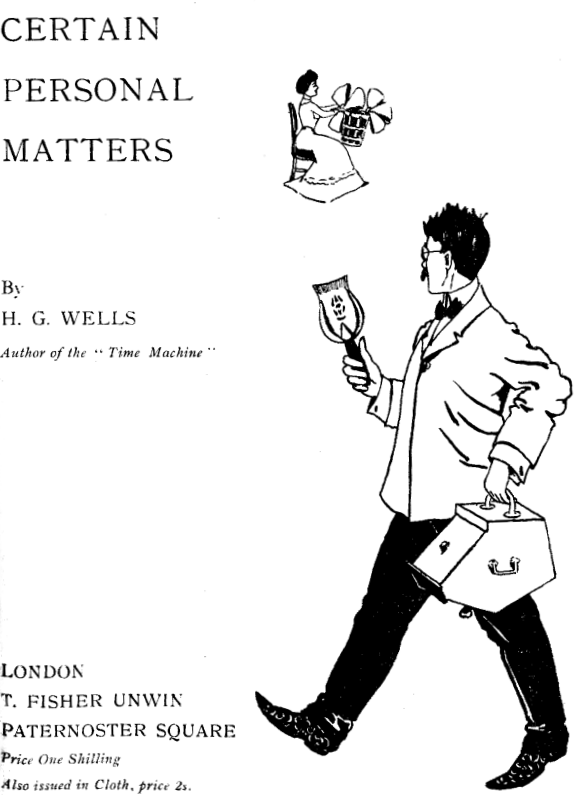 CERTAIN
PERSONAL
MATTERS
By
H. G. WELLS
Author of the "Time Machine"
LONDON
T. FISHER UNWIN
PATERNOSTER SQUARE
Price One Shilling
Also issued in Cloth, price 2s.